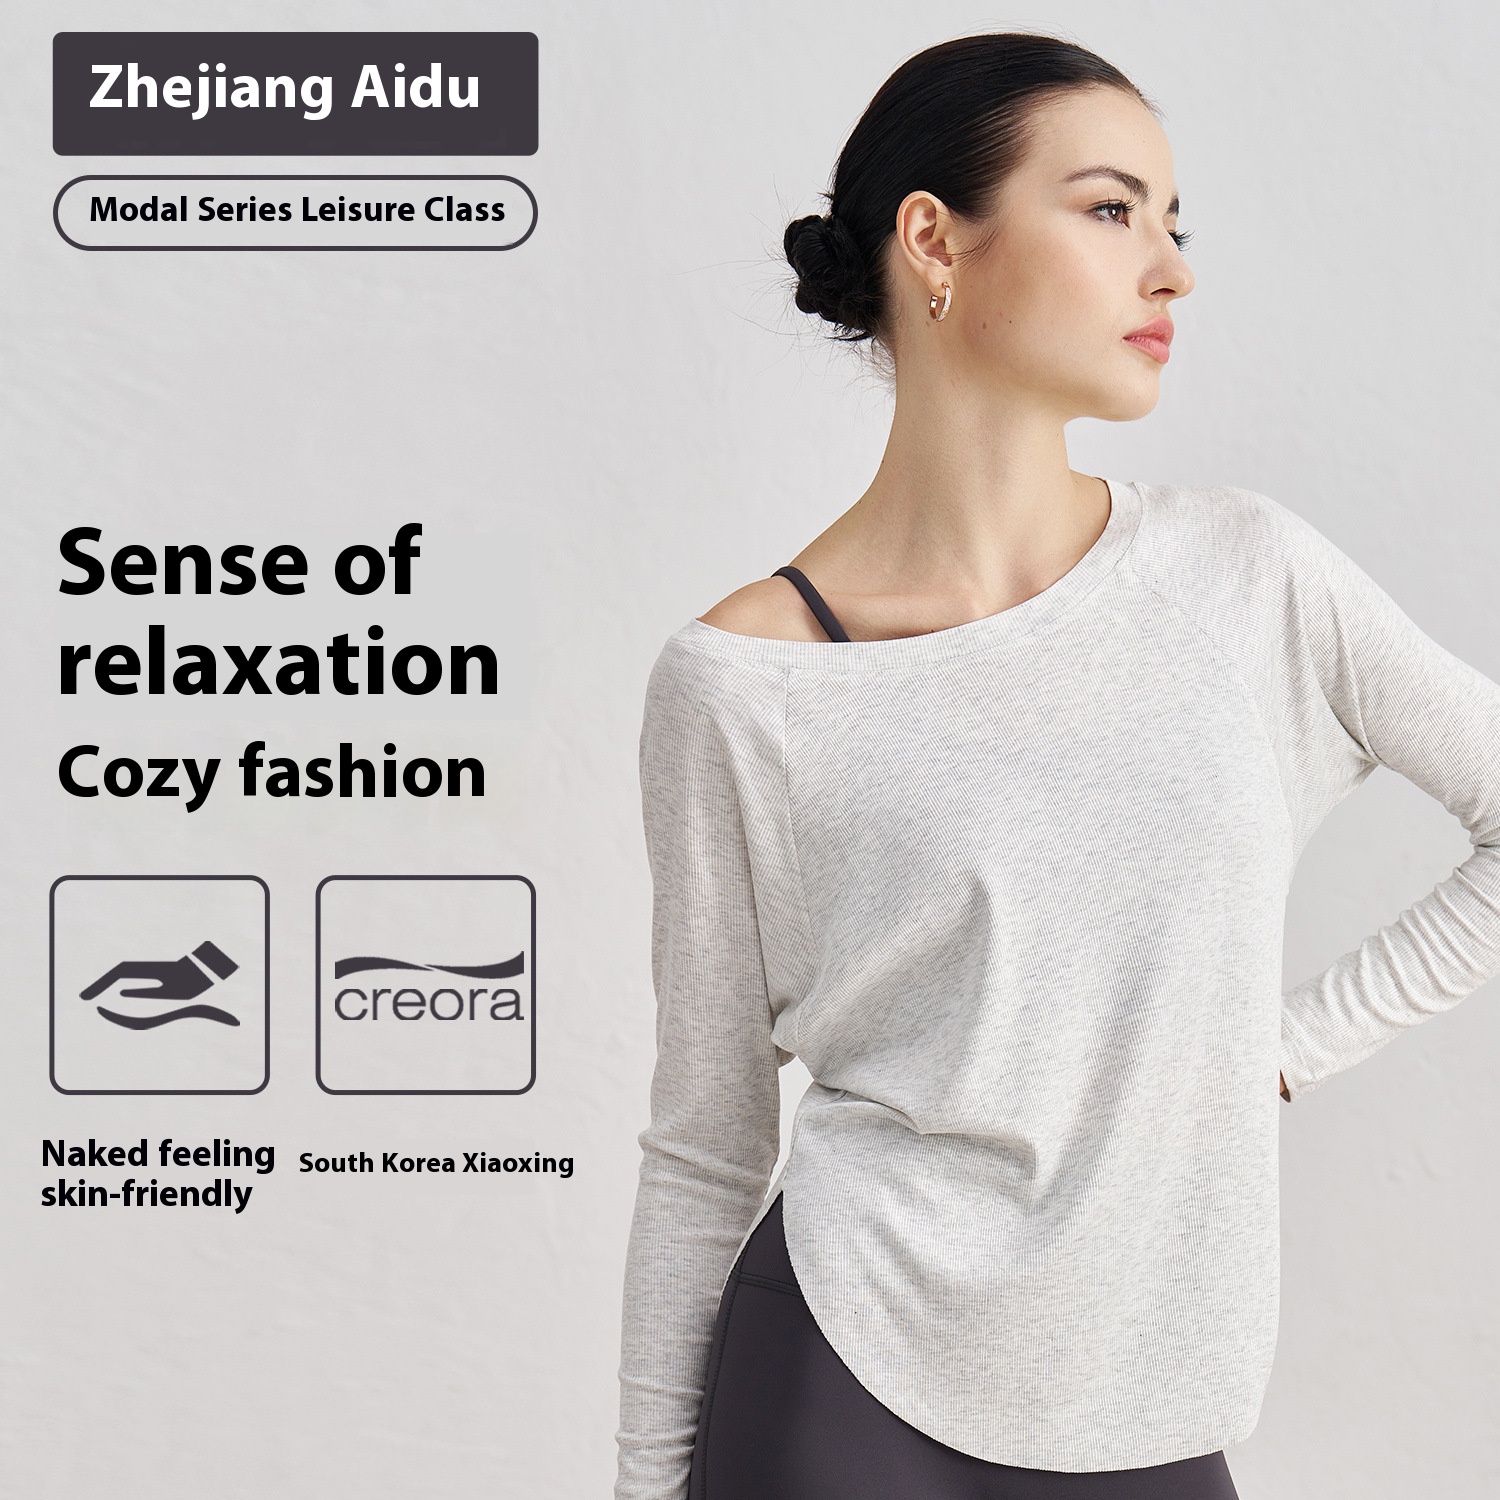 Zhejiang Aidu
Modal Series Leisure Class
Sense of
relaxation
Cozy fashion
creora
Naked feeling
skin-friendly
South Korea Xiaoxing